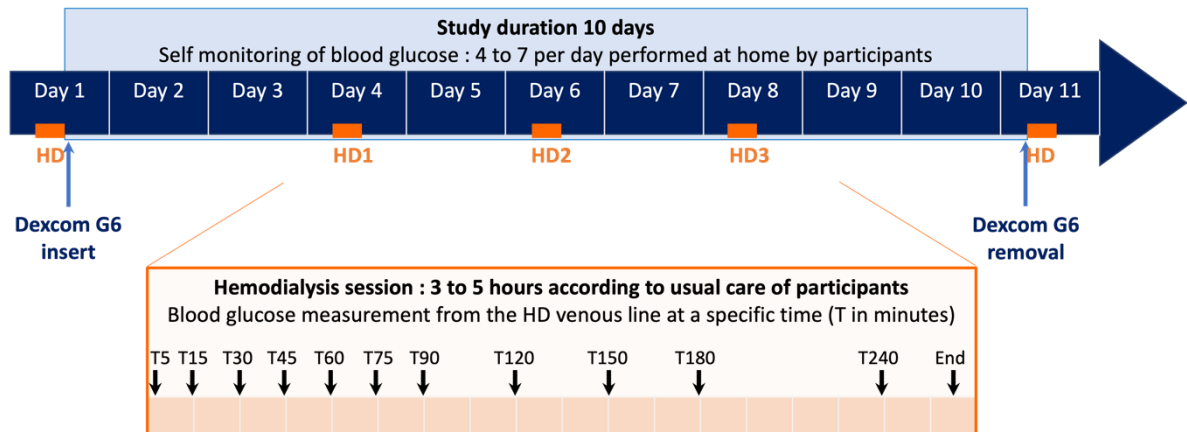 Study duration 10 days
Self monitoring of blood glucose : 4 to 7 per day performed at home by participants
Day 1 Day 2 Day 3 Day 4 Day 5 Day 6 Day 7 Day 8 Day 9 Day 10 Day 11
HD HD1 HD2 HD3 HD
Dexcom G6
insert
Dexcom G6
removal
Hemodialysis session : 3 to 5 hours according to usual care of participants
Blood glucose measurement from the HD venous line at a specific time (T in minutes)
T5 T15 T30 T45 T60 T75 T90 T120 T150 T180 T240 End